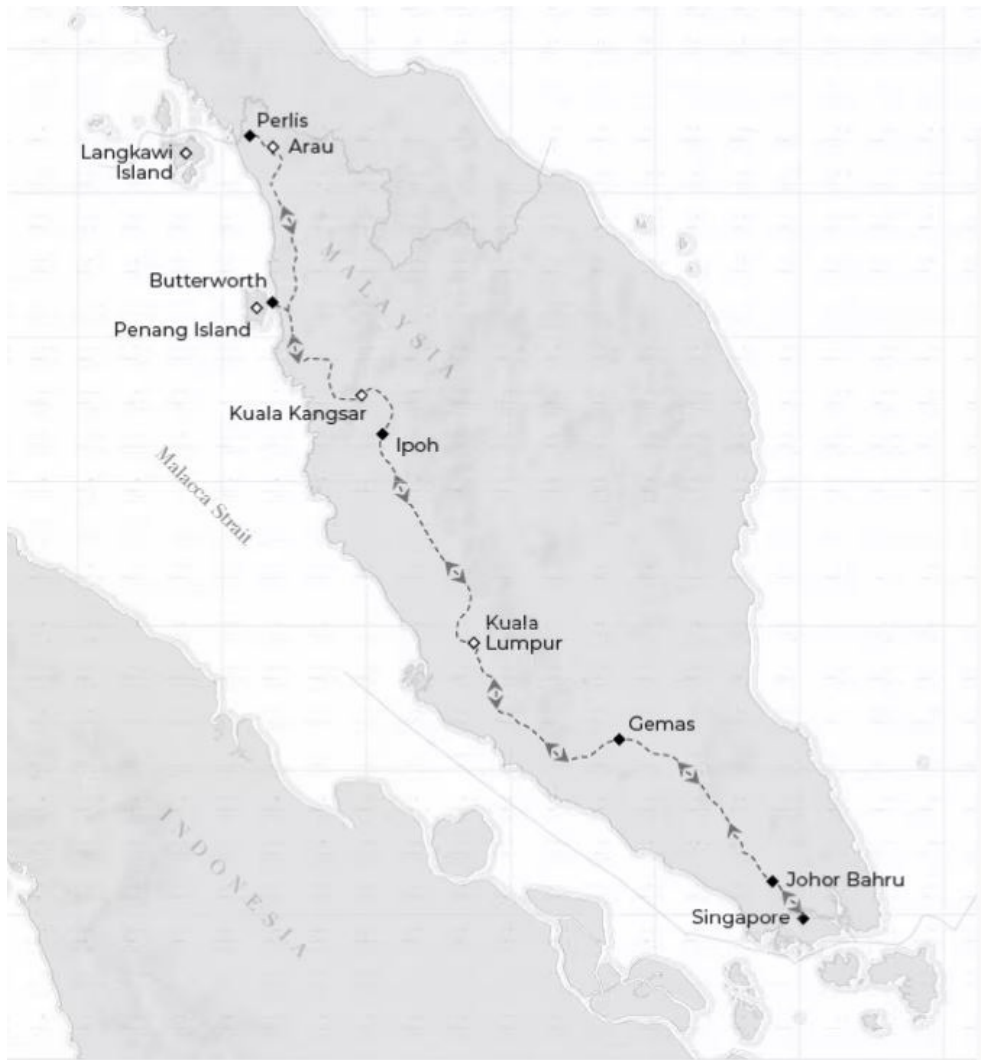 Perlis
Arau
Langkawi
Island
MALAYSIA
Butterworth
Penang Island
Kuala Kangsar
Ipoh
Malacca Strait
Kuala
Lumpur
Gemas
INDONESIA
Johor Bahru
Singapore